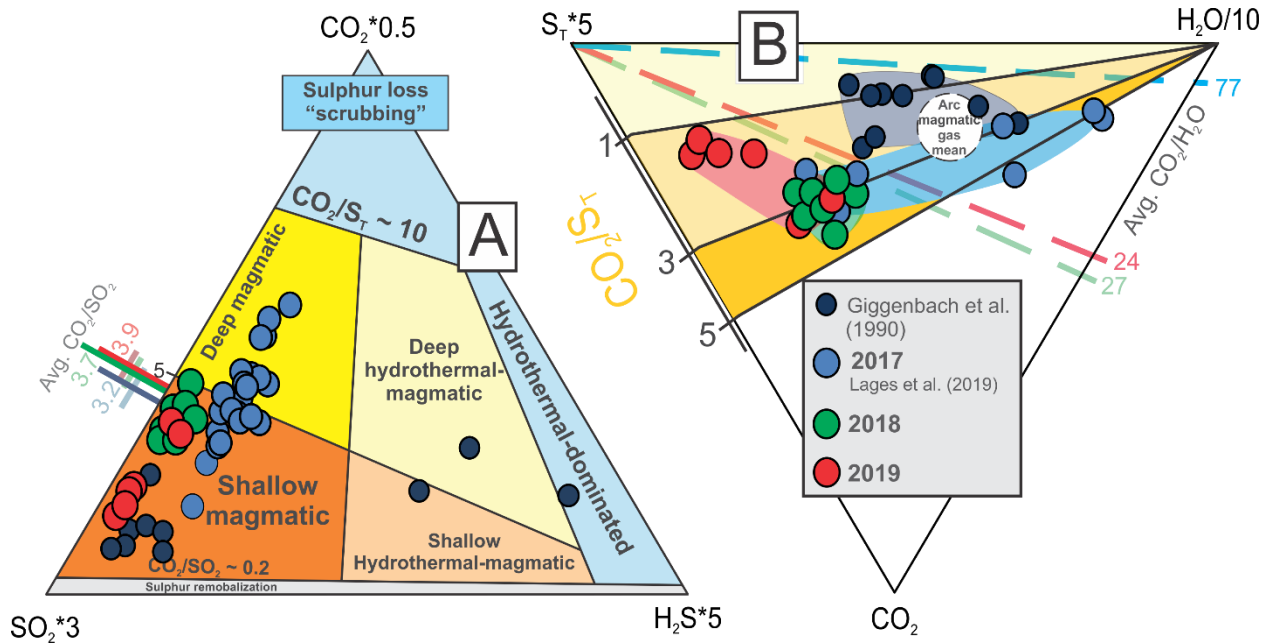 CO₂*0.5
Sulphur loss
"scrubbing"
CO₂/Sᴛ ~ 10
A
Deep magmatic
Deep
hydrothermal-
magmatic
Hydrothermal-dominated
Avg. CO₂/SO₂
3.9
3.7
3.2
5
Shallow
magmatic
Shallow
Hydrothermal-magmatic
CO₂/SO₂ ~ 0.2
Sulphur remobalization
SO₂*3
H₂S*5
Sᴛ*5
B
H₂O/10
77
Arc
magmatic
gas
mean
Avg. CO₂/H₂O
1
3
5
CO₂/Sᴛ
24
27
Giggenbach et al.
(1990)
2017
Lages et al. (2019)
2018
2019
CO₂